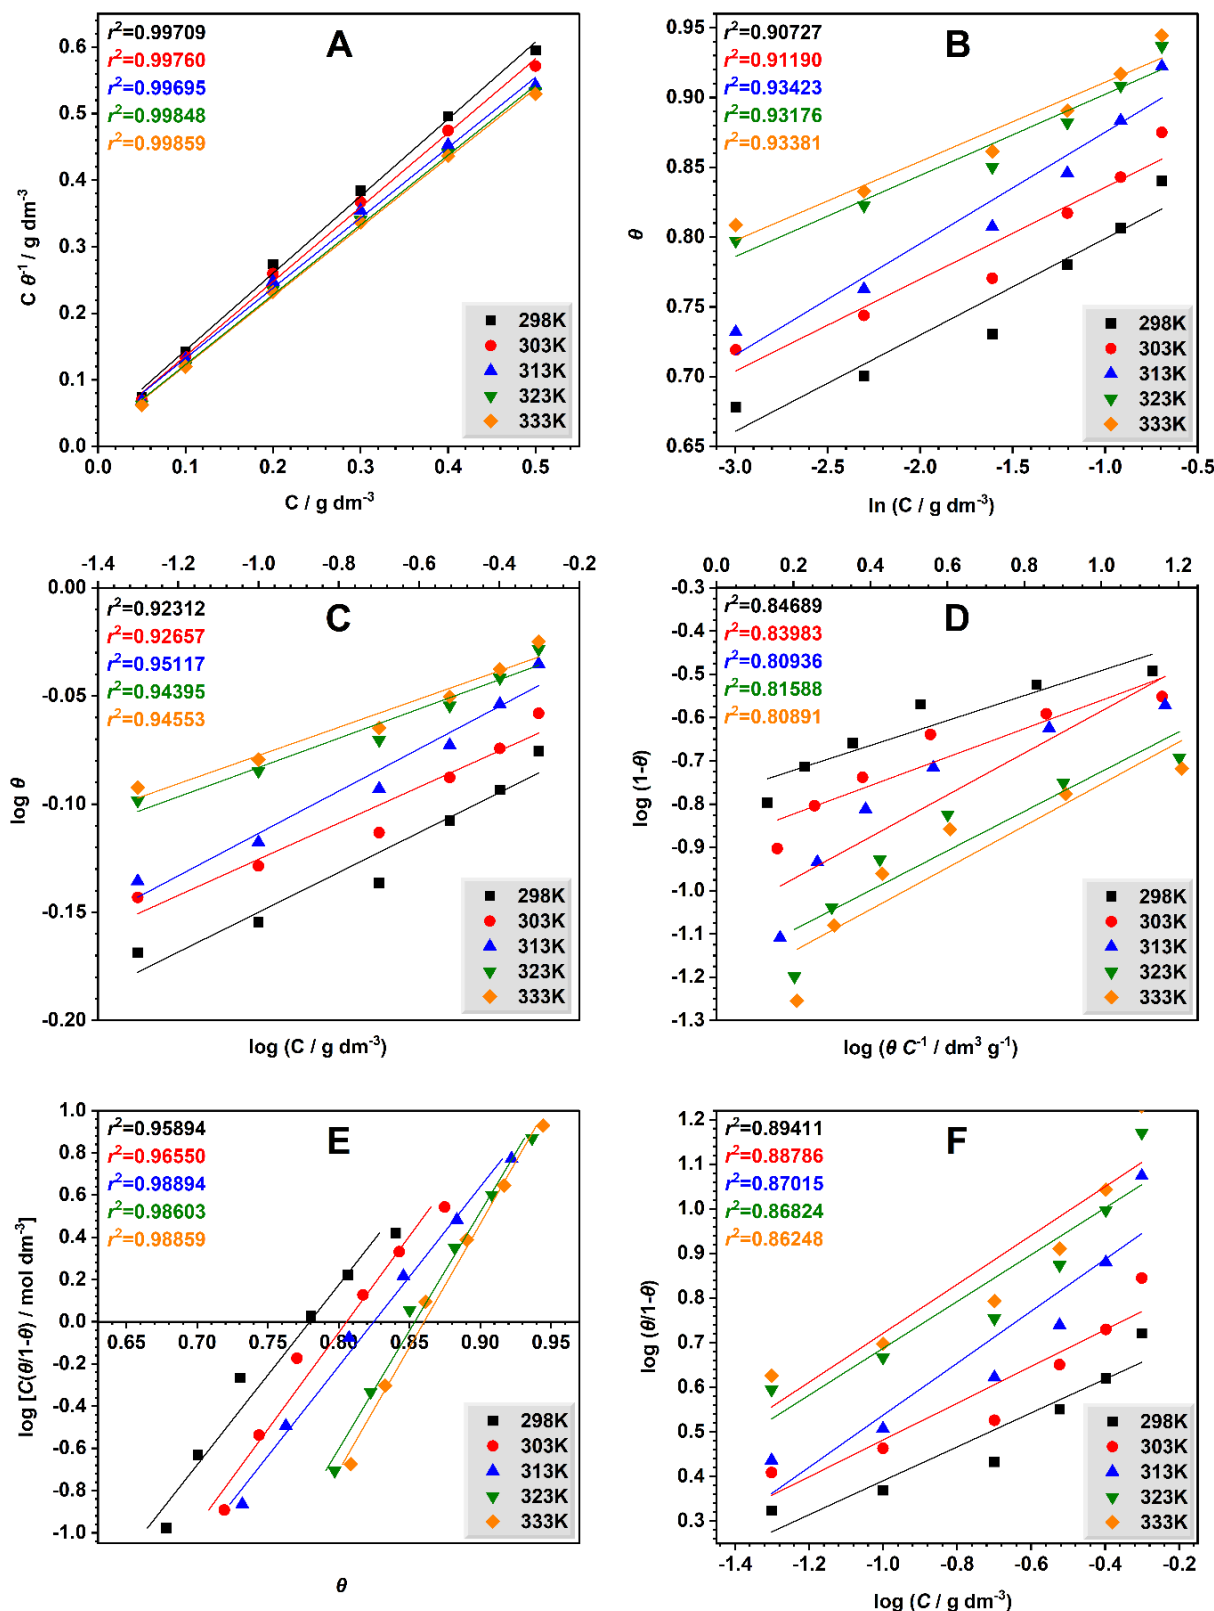 A
r²=0.99709
r²=0.99760
r²=0.99695
r²=0.99848
r²=0.99859
0.6
0.5
0.4
0.3
0.2
0.1
0.0
C θ⁻¹ / g dm⁻³
298K
303K
313K
323K
333K
0.0 0.1 0.2 0.3 0.4 0.5
C / g dm⁻³
B
r²=0.90727
r²=0.91190
r²=0.93423
r²=0.93176
r²=0.93381
0.95
0.90
0.85
0.80
0.75
0.70
0.65
θ
298K
303K
313K
323K
333K
-3.0 -2.5 -2.0 -1.5 -1.0 -0.5
ln (C / g dm⁻³)
-1.4 -1.2 -1.0 -0.8 -0.6 -0.4 -0.2
C
r²=0.92312
r²=0.92657
r²=0.95117
r²=0.94395
r²=0.94553
0.00
-0.05
-0.10
-0.15
-0.20
log θ
298K
303K
313K
323K
333K
log (C / g dm⁻³)
0.0 0.2 0.4 0.6 0.8 1.0 1.2
D
r²=0.84689
r²=0.83983
r²=0.80936
r²=0.81588
r²=0.80891
-0.3
-0.4
-0.5
-0.6
-0.7
-0.8
-0.9
-1.0
-1.1
-1.2
-1.3
log (1-θ)
298K
303K
313K
323K
333K
log (θ C⁻¹ / dm³ g⁻¹)
E
r²=0.95894
r²=0.96550
r²=0.98894
r²=0.98603
r²=0.98859
1.0
0.8
0.6
0.4
0.2
0.0
-0.2
-0.4
-0.6
-0.8
-1.0
log [C(θ/1-θ) / mol dm⁻³]
0.65 0.70 0.75 0.80 0.85 0.90 0.95
298K
303K
313K
323K
333K
θ
F
r²=0.89411
r²=0.88786
r²=0.87015
r²=0.86824
r²=0.86248
1.2
1.1
1.0
0.9
0.8
0.7
0.6
0.5
0.4
0.3
log (θ/1-θ)
298K
303K
313K
323K
333K
-1.4 -1.2 -1.0 -0.8 -0.6 -0.4 -0.2
log (C / g dm⁻³)